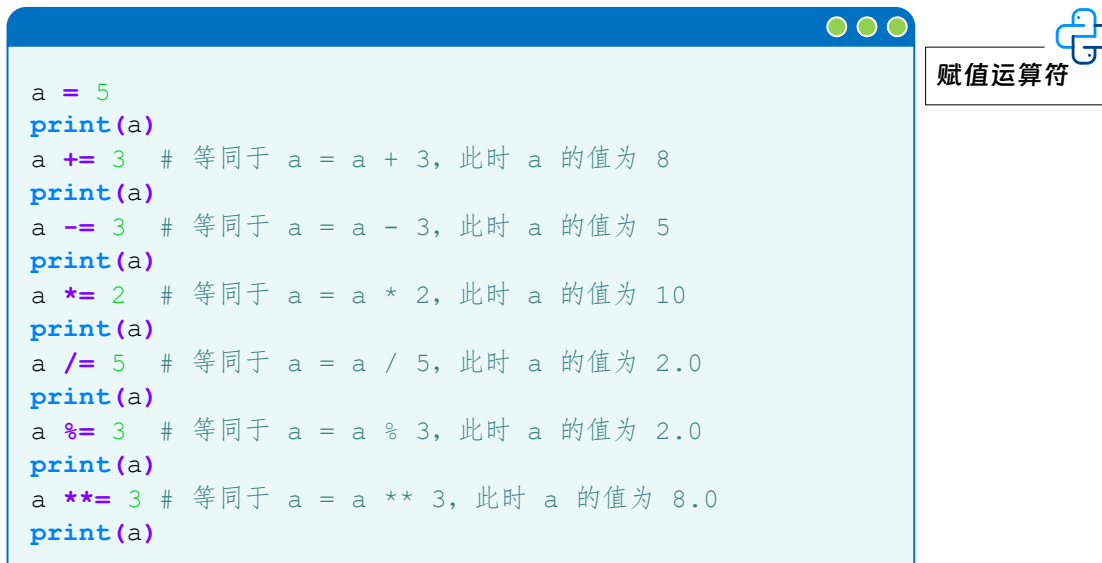 a = 5
print(a)
a += 3  # 等同于 a = a + 3，此时 a 的值为 8
print(a)
a -= 3  # 等同于 a = a - 3，此时 a 的值为 5
print(a)
a *= 2  # 等同于 a = a * 2，此时 a 的值为 10
print(a)
a /= 5  # 等同于 a = a / 5，此时 a 的值为 2.0
print(a)
a %= 3  # 等同于 a = a % 3，此时 a 的值为 2.0
print(a)
a **= 3 # 等同于 a = a ** 3，此时 a 的值为 8.0
print(a)
赋值运算符